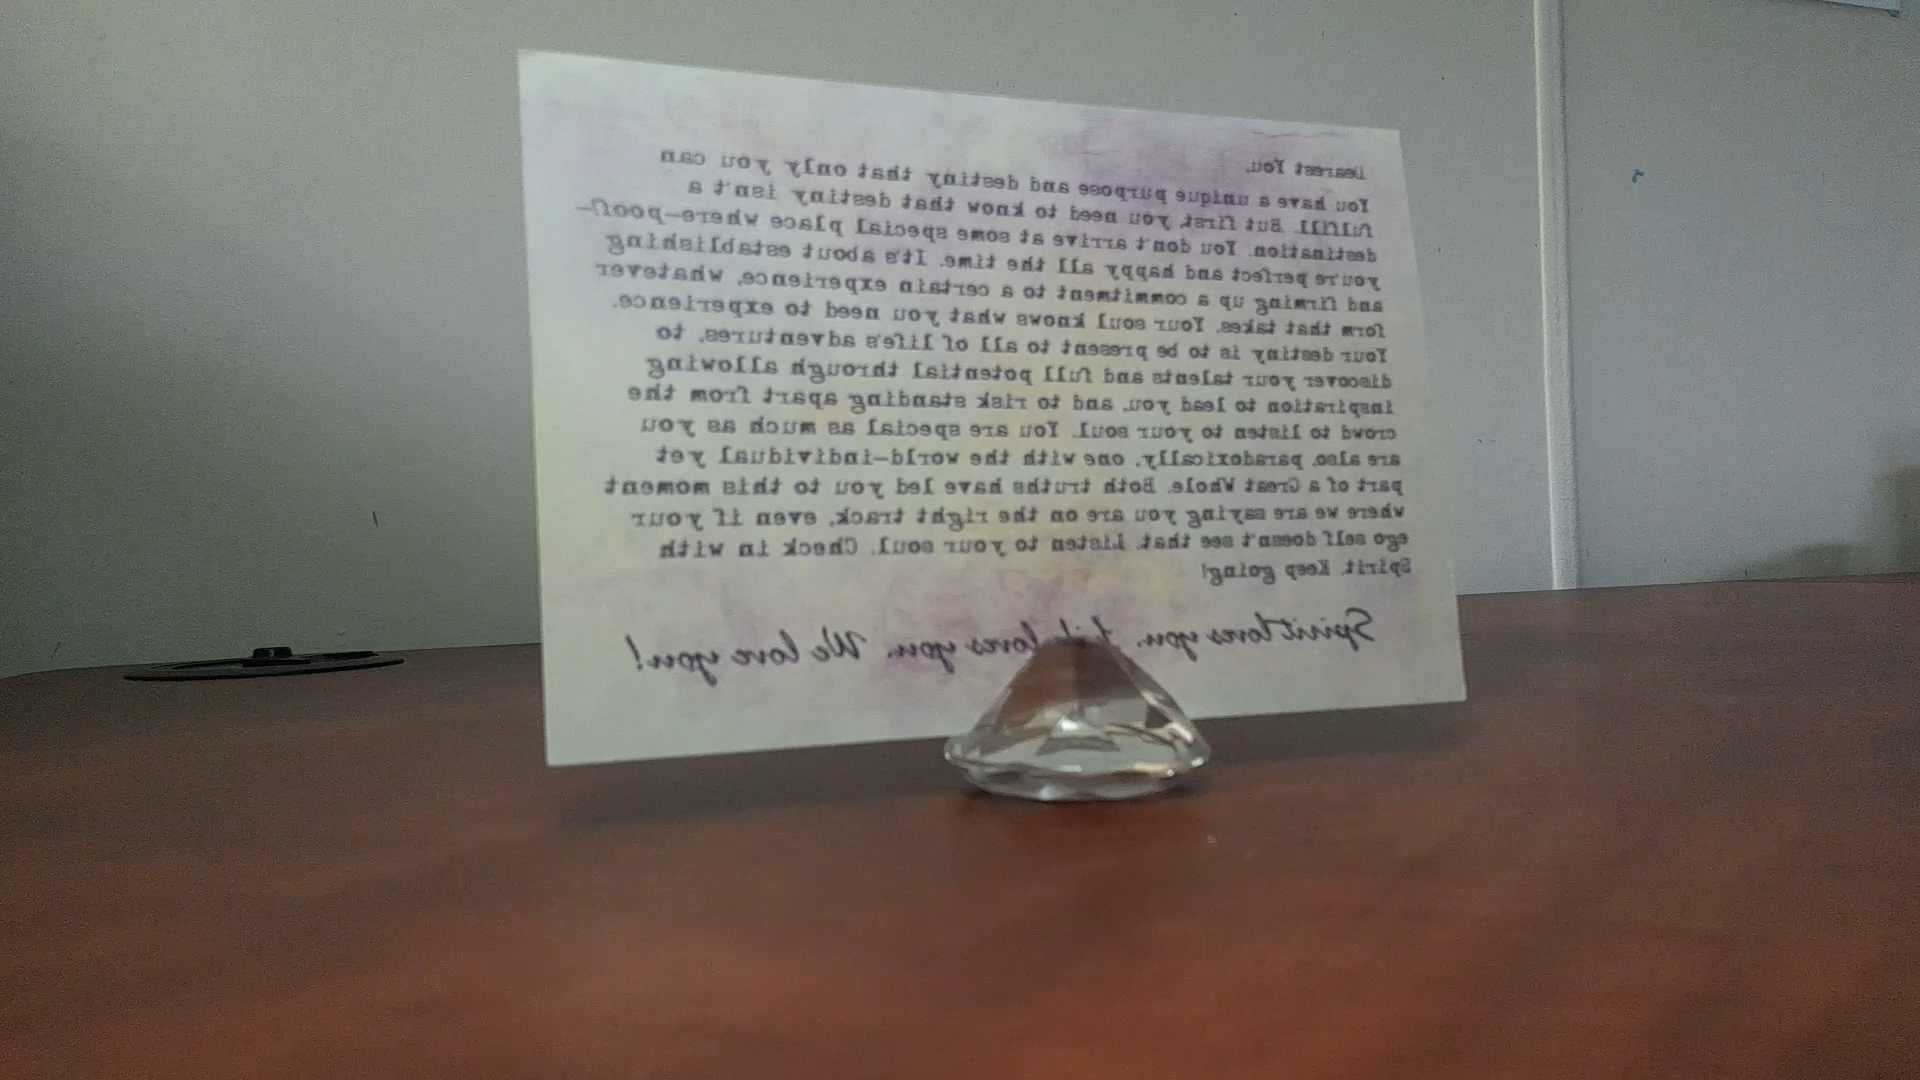 Dearest You,
You have a unique purpose and destiny that only you can
fulfill. But first, you need to know that destiny isn't a
destination. You don't arrive at some special place where—poof!—
you're perfect and happy all the time. It's about establishing
and firming up a commitment to a certain experience, whatever
form that takes. Your soul knows what you need to experience.
Your destiny is to be present to all of life's adventures, to
discover your talents and full potential through allowing
inspiration to lead you, and to risk standing apart from the
crowd to listen to your soul. You are special as much as you
are also, paradoxically, one with the world—individual yet
part of a Great Whole. Both truths have led you to this moment
where we are saying you are on the right track, even if your
ego self doesn't see that. Listen to your soul. Check in with
Spirit. Keep going!
Spirit loves you. loves you. We love you!